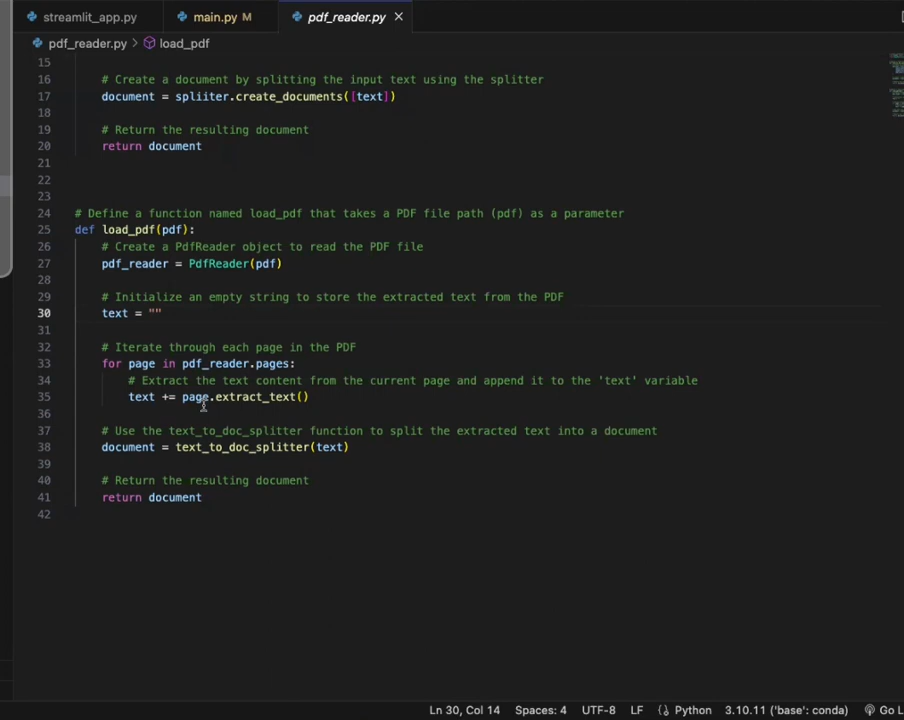 streamlit_app.py
main.py M
pdf_reader.py
pdf_reader.py > load_pdf
15
16 # Create a document by splitting the input text using the splitter
17 document = spliiter.create_documents([text])
18
19 # Return the resulting document
20 return document
21
22
23
24 # Define a function named load_pdf that takes a PDF file path (pdf) as a parameter
25 def load_pdf(pdf):
26 # Create a PdfReader object to read the PDF file
27 pdf_reader = PdfReader(pdf)
28
29 # Initialize an empty string to store the extracted text from the PDF
30 text = ""
31
32 # Iterate through each page in the PDF
33 for page in pdf_reader.pages:
34 # Extract the text content from the current page and append it to the 'text' variable
35 text += page.extract_text()
36
37 # Use the text_to_doc_splitter function to split the extracted text into a document
38 document = text_to_doc_splitter(text)
39
40 # Return the resulting document
41 return document
42
Ln 30, Col 14 Spaces: 4 UTF-8 LF Python 3.10.11 ('base': conda) Go L